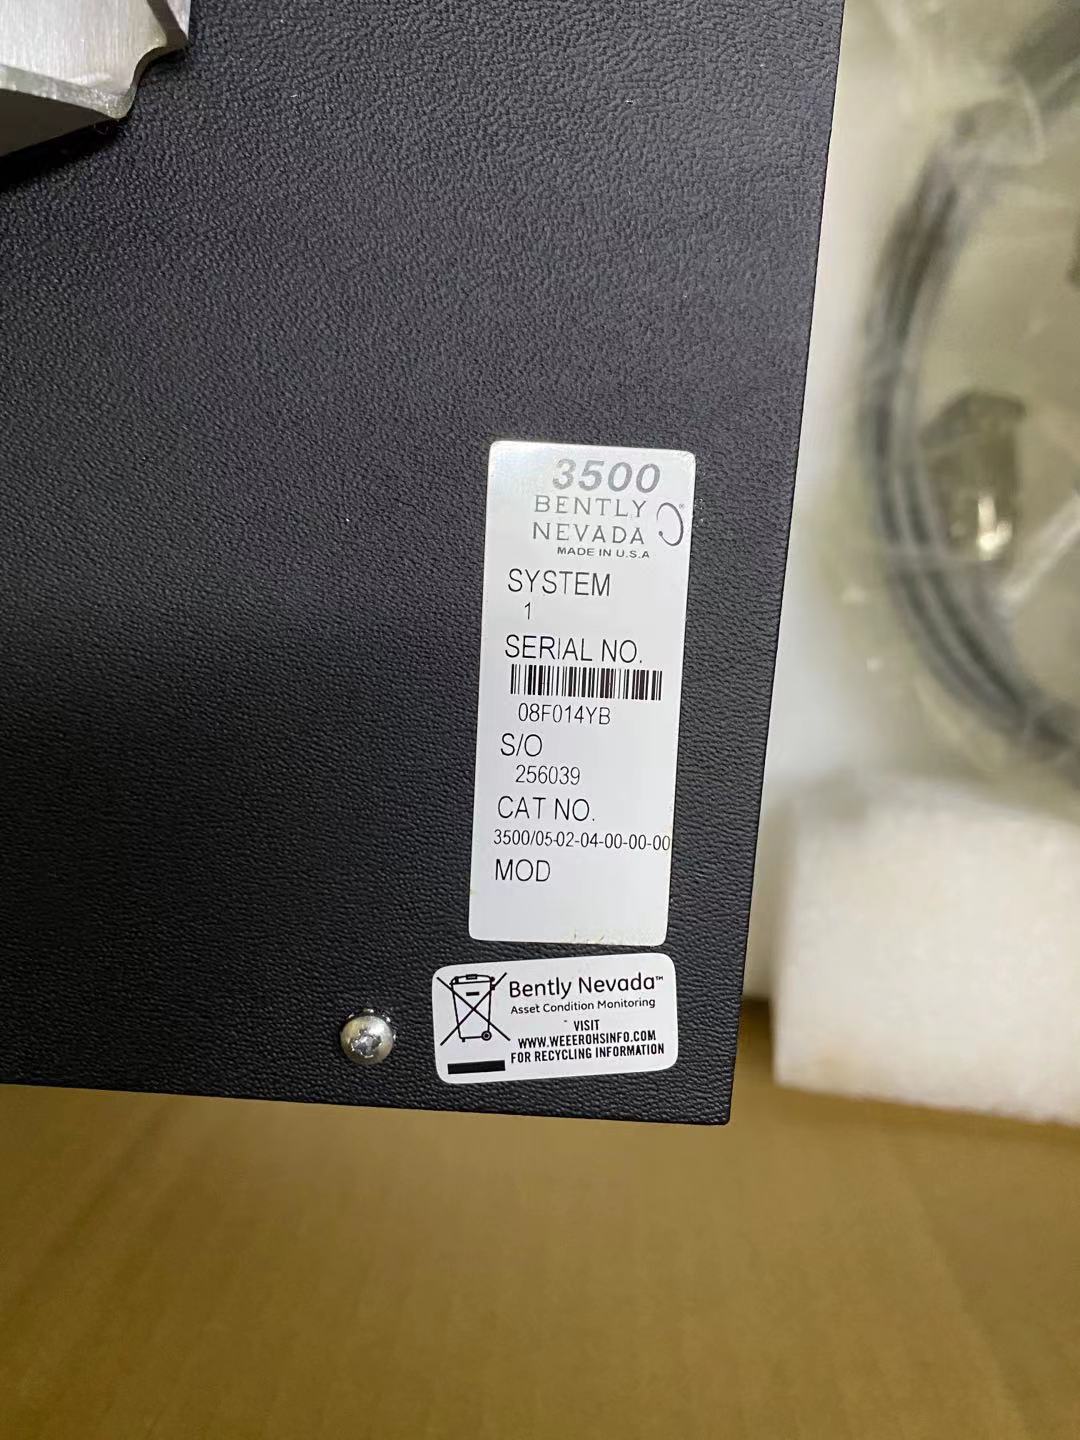 3500
BENTLY
NEVADA
®
MADE IN U.S.A
SYSTEM
1
SERIAL NO.
08F014YB
S/O
256039
CAT NO.
3500/05-02-04-00-00-00
MOD
Bently Nevada™
Asset Condition Monitoring
VISIT
WWW.WEEEROHSINFO.COM
FOR RECYCLING INFORMATION